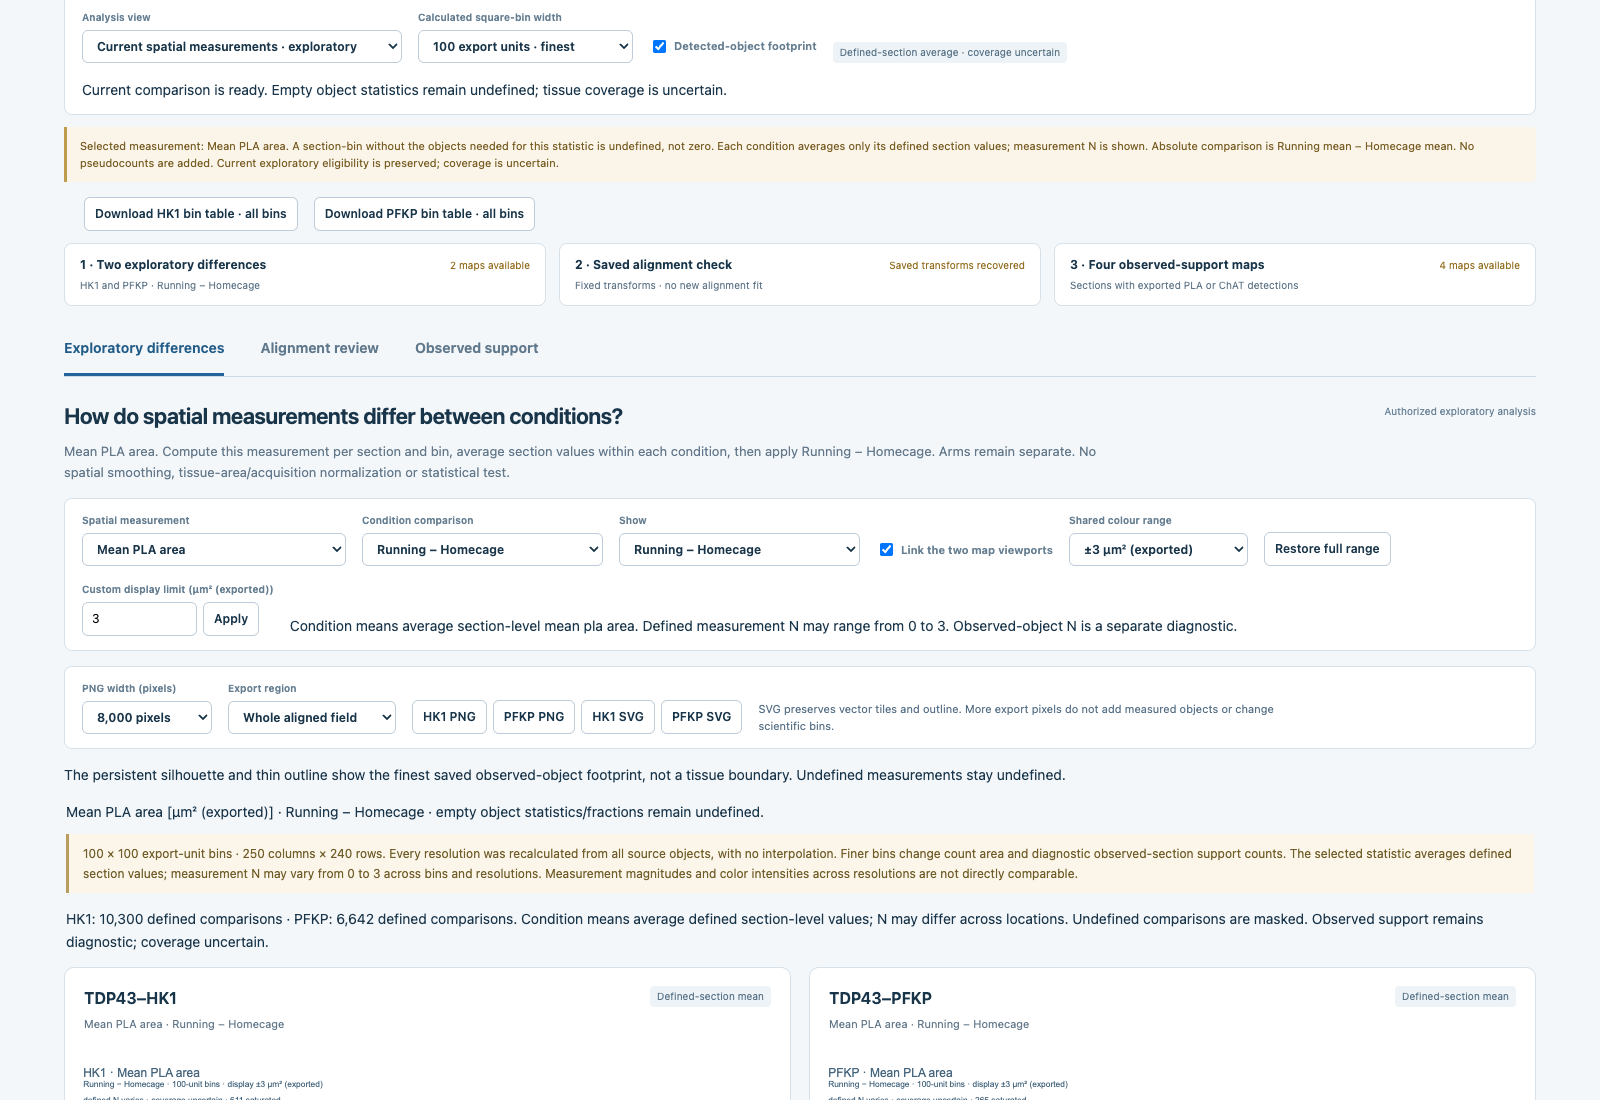 Analysis view
Calculated square-bin width
Current spatial measurements · exploratory
100 export units · finest
Detected-object footprint
Defined-section average · coverage uncertain
Current comparison is ready. Empty object statistics remain undefined; tissue coverage is uncertain.
Selected measurement: Mean PLA area. A section-bin without the objects needed for this statistic is undefined, not zero. Each condition averages only its defined section values; measurement N is shown. Absolute comparison is Running mean – Homecage mean. No
pseudocounts are added. Current exploratory eligibility is preserved; coverage is uncertain.
Download HK1 bin table · all bins
Download PFKP bin table · all bins
1 · Two exploratory differences
2 maps available
HK1 and PFKP · Running – Homecage
2 · Saved alignment check
Saved transforms recovered
Fixed transforms · no new alignment fit
3 · Four observed-support maps
4 maps available
Sections with exported PLA or ChAT detections
Exploratory differences
Alignment review
Observed support
How do spatial measurements differ between conditions?
Authorized exploratory analysis
Mean PLA area. Compute this measurement per section and bin, average section values within each condition, then apply Running – Homecage. Arms remain separate. No
spatial smoothing, tissue-area/acquisition normalization or statistical test.
Spatial measurement
Condition comparison
Show
Shared colour range
Mean PLA area
Running – Homecage
Running – Homecage
Link the two map viewports
±3 µm² (exported)
Restore full range
Custom display limit (µm² (exported))
3
Apply
Condition means average section-level mean pla area. Defined measurement N may range from 0 to 3. Observed-object N is a separate diagnostic.
PNG width (pixels)
Export region
8,000 pixels
Whole aligned field
HK1 PNG
PFKP PNG
HK1 SVG
PFKP SVG
SVG preserves vector tiles and outline. More export pixels do not add measured objects or change
scientific bins.
The persistent silhouette and thin outline show the finest saved observed-object footprint, not a tissue boundary. Undefined measurements stay undefined.
Mean PLA area [µm² (exported)] · Running – Homecage · empty object statistics/fractions remain undefined.
100 × 100 export-unit bins · 250 columns × 240 rows. Every resolution was recalculated from all source objects, with no interpolation. Finer bins change count area and diagnostic observed-section support counts. The selected statistic averages defined
section values; measurement N may vary from 0 to 3 across bins and resolutions. Measurement magnitudes and color intensities across resolutions are not directly comparable.
HK1: 10,300 defined comparisons · PFKP: 6,642 defined comparisons. Condition means average defined section-level values; N may differ across locations. Undefined comparisons are masked. Observed support remains
diagnostic; coverage uncertain.
TDP43–HK1
Defined-section mean
Mean PLA area · Running – Homecage
HK1 · Mean PLA area
Running – Homecage · 100-unit bins · display ±3 µm² (exported)
defined N varies · coverage uncertain · 611 saturated
TDP43–PFKP
Defined-section mean
Mean PLA area · Running – Homecage
PFKP · Mean PLA area
Running – Homecage · 100-unit bins · display ±3 µm² (exported)
defined N varies · coverage uncertain · 265 saturated